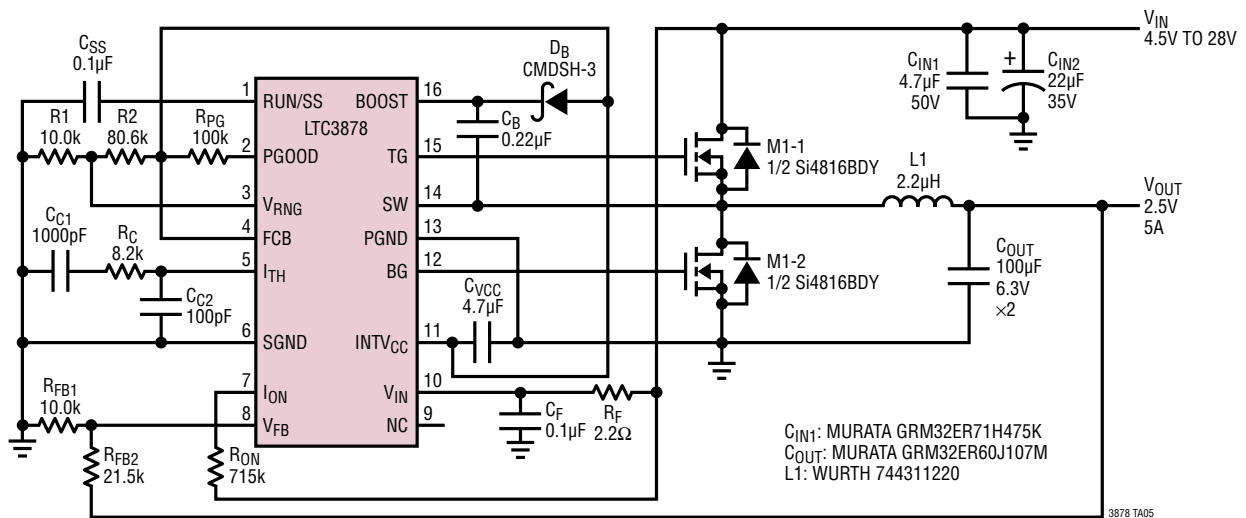 V_IN
4.5V TO 28V
C_SS
0.1µF
D_B
CMDSH-3
C_IN1
4.7µF
50V
+
C_IN2
22µF
35V
1
RUN/SS
BOOST
16
LTC3878
R1
10.0k
R2
80.6k
R_PG
100k
C_B
0.22µF
2
PGOOD
TG
15
M1-1
1/2 Si4816BDY
L1
2.2µH
3
V_RNG
SW
14
V_OUT
2.5V
5A
4
FCB
PGND
13
C_C1
1000pF
R_C
8.2k
5
I_TH
BG
12
M1-2
1/2 Si4816BDY
C_OUT
100µF
6.3V
×2
C_C2
100pF
C_VCC
4.7µF
6
SGND
INTV_CC
11
7
I_ON
V_IN
10
R_FB1
10.0k
8
V_FB
NC
9
C_F
0.1µF
R_F
2.2Ω
R_FB2
21.5k
R_ON
715k
C_IN1: MURATA GRM32ER71H475K
C_OUT: MURATA GRM32ER60J107M
L1: WURTH 744311220
3878 TA05